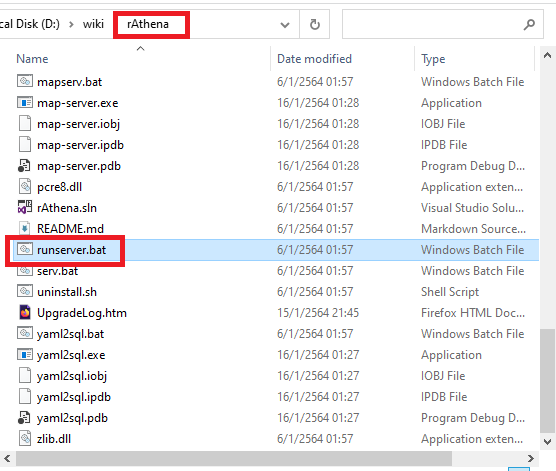 cal Disk (D:) > wiki > rAthena
Name Date modified Type
mapserv.bat 6/1/2564 01:57 Windows Batch File
map-server.exe 16/1/2564 01:28 Application
map-server.iobj 16/1/2564 01:28 IOBJ File
map-server.ipdb 16/1/2564 01:28 IPDB File
map-server.pdb 16/1/2564 01:28 Program Debug D...
pcre8.dll 6/1/2564 01:57 Application exten...
rAthena.sln 6/1/2564 01:57 Visual Studio Solu...
README.md 6/1/2564 01:57 Markdown Source...
runserver.bat 6/1/2564 01:57 Windows Batch File
serv.bat 6/1/2564 01:57 Windows Batch File
uninstall.sh 6/1/2564 01:57 Shell Script
UpgradeLog.htm 15/1/2564 21:45 Firefox HTML Doc...
yaml2sql.bat 6/1/2564 01:57 Windows Batch File
yaml2sql.exe 16/1/2564 01:27 Application
yaml2sql.iobj 16/1/2564 01:27 IOBJ File
yaml2sql.ipdb 16/1/2564 01:27 IPDB File
yaml2sql.pdb 16/1/2564 01:27 Program Debug D...
zlib.dll 6/1/2564 01:57 Application exten...